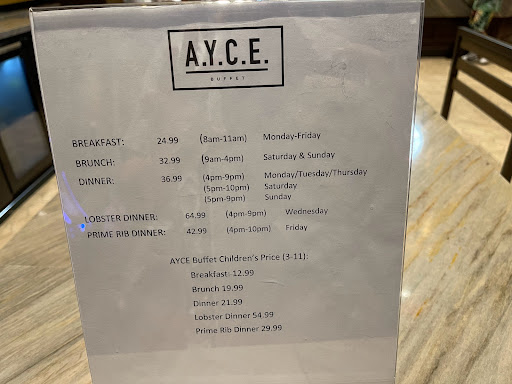 A.Y.C.E.
BUFFET
BREAKFAST: 24.99 (8am-11am) Monday-Friday
BRUNCH: 32.99 (9am-4pm) Saturday & Sunday
DINNER: 36.99 (4pm-9pm) Monday/Tuesday/Thursday
(5pm-10pm) Saturday
(5pm-9pm) Sunday
LOBSTER DINNER: 64.99 (4pm-9pm) Wednesday
PRIME RIB DINNER: 42.99 (4pm-10pm) Friday
AYCE Buffet Children's Price (3-11):
Breakfast 12.99
Brunch 19.99
Dinner 21.99
Lobster Dinner 54.99
Prime Rib Dinner 29.99